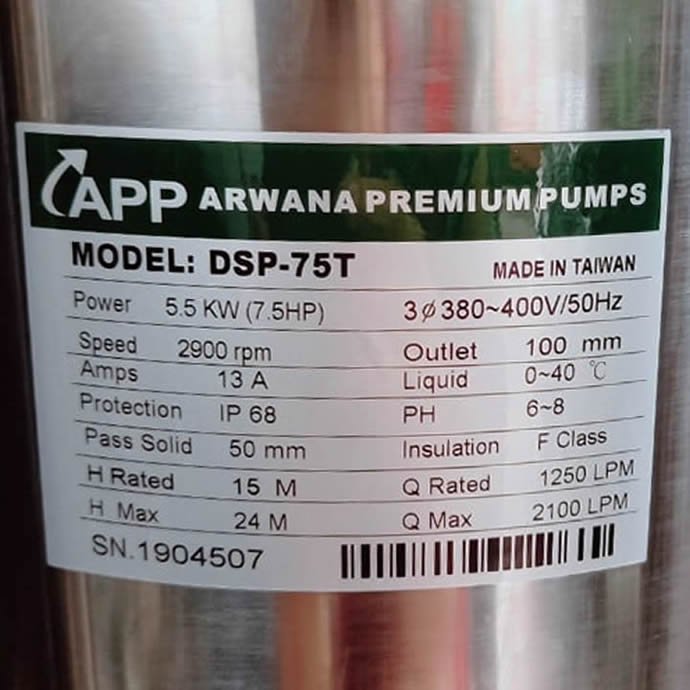 APP ARWANA PREMIUM PUMPS
MODEL: DSP-75T MADE IN TAIWAN
Power 5.5 KW (7.5HP) 3⌀380~400V/50Hz
Speed 2900 rpm Outlet 100 mm
Amps 13 A Liquid 0~40 ℃
Protection IP 68 PH 6~8
Pass Solid 50 mm Insulation F Class
H Rated 15 M Q Rated 1250 LPM
H Max 24 M Q Max 2100 LPM
SN.1904507